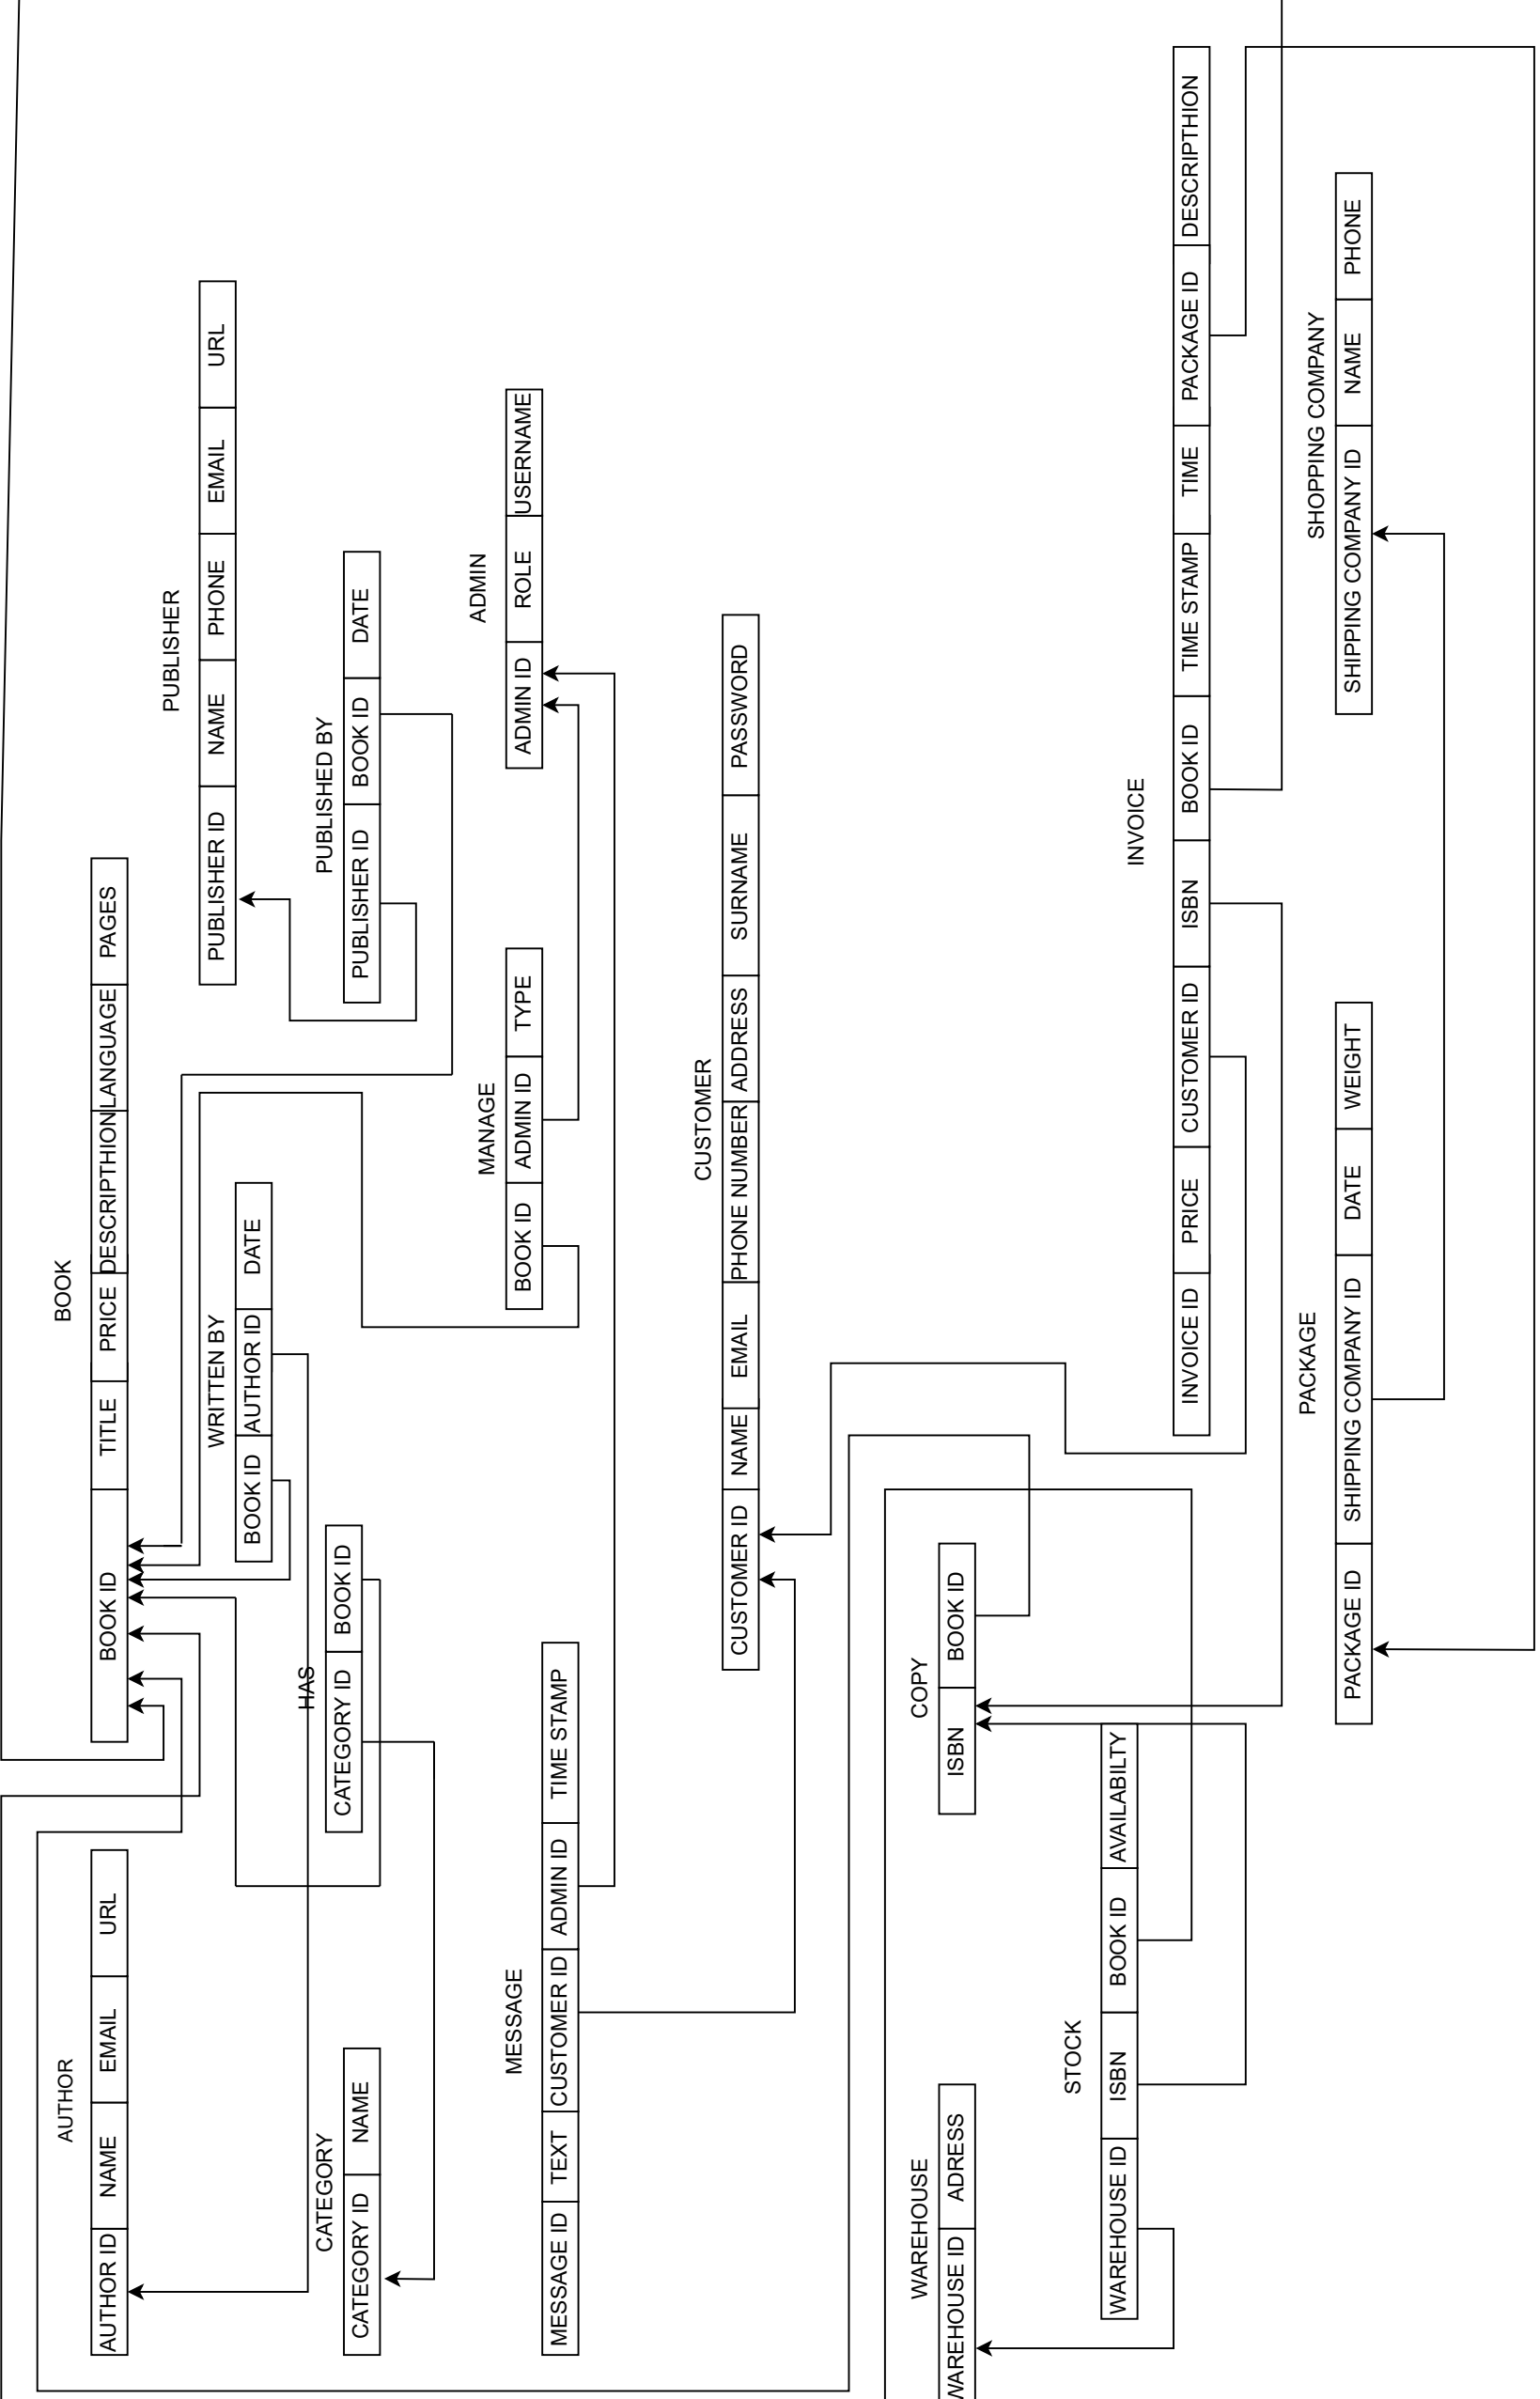 AUTHOR
AUTHOR ID NAME EMAIL URL
BOOK
BOOK ID TITLE PRICE DESCRIPTHION LANGUAGE PAGES
PUBLISHER
PUBLISHER ID NAME PHONE EMAIL URL
WRITTEN BY
BOOK ID AUTHOR ID DATE
HAS
CATEGORY ID BOOK ID
CATEGORY
CATEGORY ID NAME
PUBLISHED BY
PUBLISHER ID BOOK ID DATE
MANAGE
BOOK ID ADMIN ID TYPE
ADMIN
ADMIN ID ROLE USERNAME
MESSAGE
MESSAGE ID TEXT CUSTOMER ID ADMIN ID TIME STAMP
CUSTOMER
CUSTOMER ID NAME EMAIL PHONE NUMBER ADDRESS SURNAME PASSWORD
WAREHOUSE
WAREHOUSE ID ADRESS
COPY
ISBN BOOK ID
STOCK
WAREHOUSE ID ISBN BOOK ID AVAILABILTY
INVOICE
INVOICE ID PRICE CUSTOMER ID ISBN BOOK ID TIME STAMP TIME PACKAGE ID DESCRIPTHION
PACKAGE
PACKAGE ID SHIPPING COMPANY ID DATE WEIGHT
SHOPPING COMPANY
SHIPPING COMPANY ID NAME PHONE